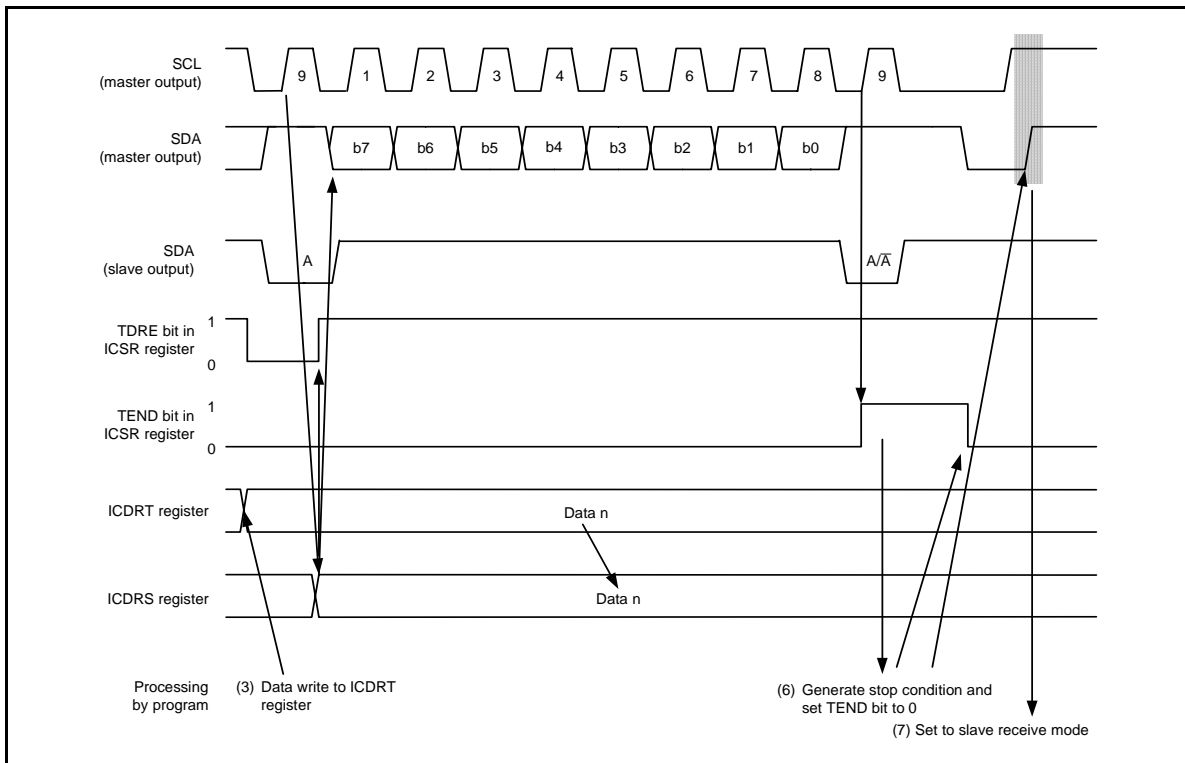 SCL
(master output)
9 1 2 3 4 5 6 7 8 9
SDA
(master output)
b7 b6 b5 b4 b3 b2 b1 b0
SDA
(slave output)
A A/A̅
TDRE bit in
ICSR register
1
0
TEND bit in
ICSR register
1
0
ICDRT register
Data n
ICDRS register
Data n
Processing
by program
(3) Data write to ICDRT
register
(6) Generate stop condition and
set TEND bit to 0
(7) Set to slave receive mode